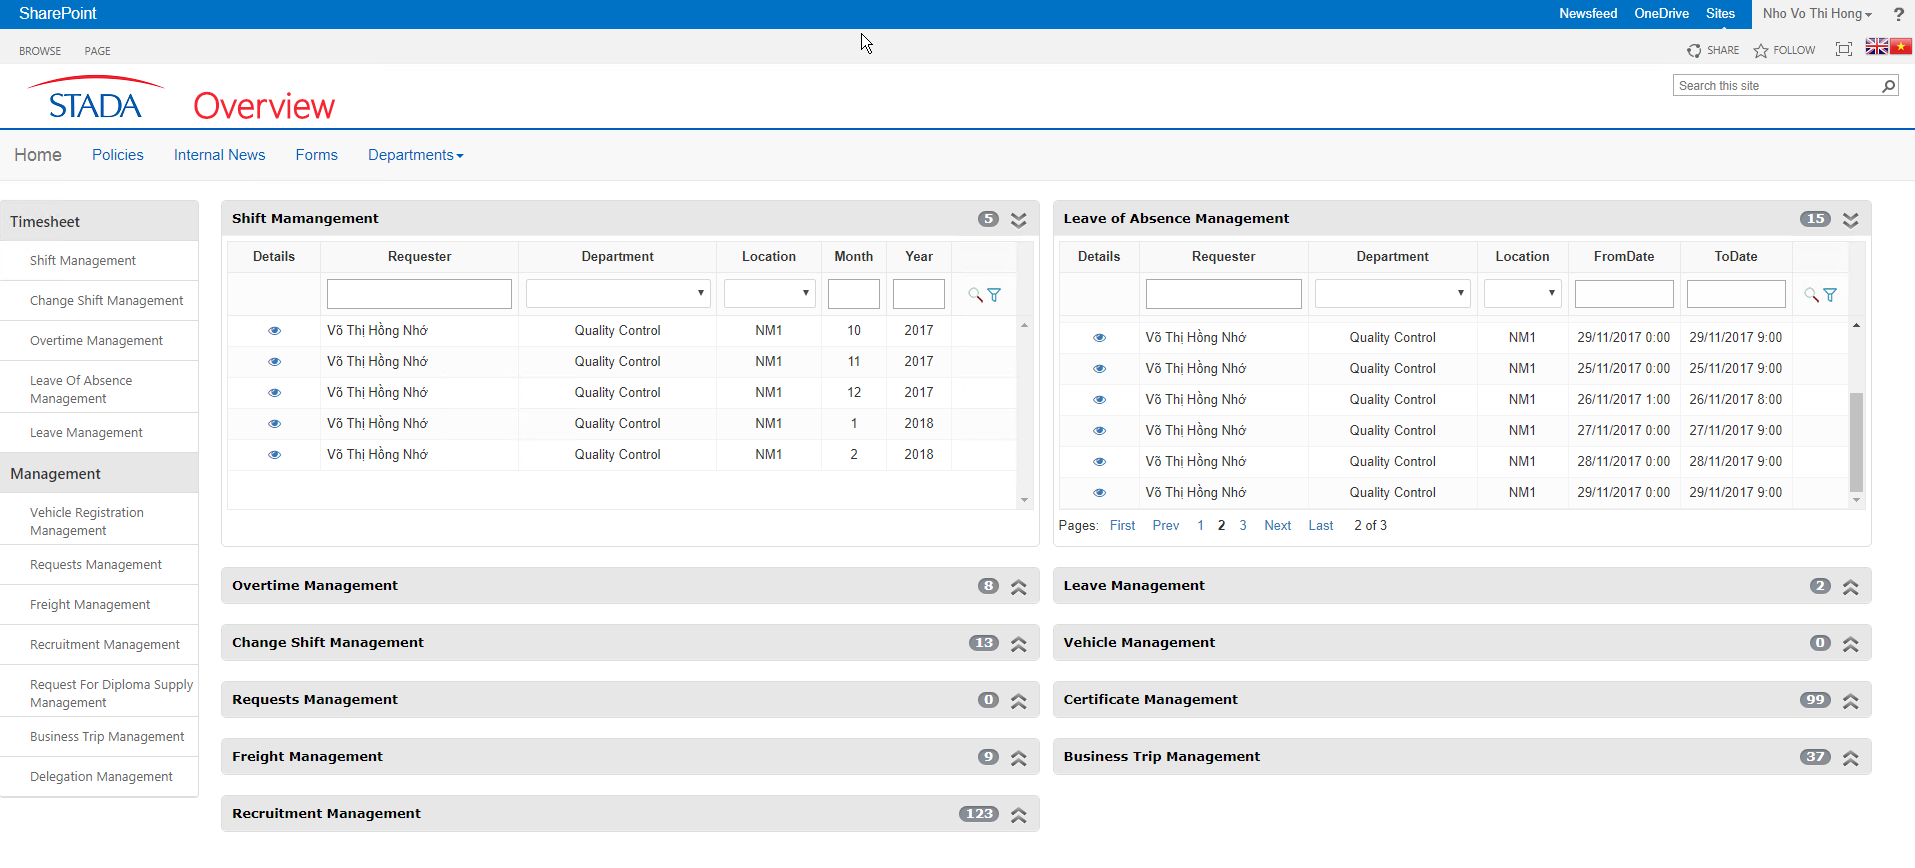 SharePoint
Newsfeed OneDrive Sites Nho Vo Thi Hong ?
BROWSE PAGE
SHARE FOLLOW
STADA Overview
Search this site
Home Policies Internal News Forms Departments
Timesheet
Shift Management
Change Shift Management
Overtime Management
Leave Of Absence
Management
Leave Management
Management
Vehicle Registration
Management
Requests Management
Freight Management
Recruitment Management
Request For Diploma Supply
Management
Business Trip Management
Delegation Management
Shift Mamangement 5
Details Requester Department Location Month Year
Võ Thị Hồng Nhớ Quality Control NM1 10 2017
Võ Thị Hồng Nhớ Quality Control NM1 11 2017
Võ Thị Hồng Nhớ Quality Control NM1 12 2017
Võ Thị Hồng Nhớ Quality Control NM1 1 2018
Võ Thị Hồng Nhớ Quality Control NM1 2 2018
Leave of Absence Management 15
Details Requester Department Location FromDate ToDate
Võ Thị Hồng Nhớ Quality Control NM1 29/11/2017 0:00 29/11/2017 9:00
Võ Thị Hồng Nhớ Quality Control NM1 25/11/2017 0:00 25/11/2017 9:00
Võ Thị Hồng Nhớ Quality Control NM1 26/11/2017 1:00 26/11/2017 8:00
Võ Thị Hồng Nhớ Quality Control NM1 27/11/2017 0:00 27/11/2017 9:00
Võ Thị Hồng Nhớ Quality Control NM1 28/11/2017 0:00 28/11/2017 9:00
Võ Thị Hồng Nhớ Quality Control NM1 29/11/2017 0:00 29/11/2017 9:00
Pages: First Prev 1 2 3 Next Last 2 of 3
Overtime Management 8
Leave Management 2
Change Shift Management 13
Vehicle Management 0
Requests Management 0
Certificate Management 99
Freight Management 9
Business Trip Management 37
Recruitment Management 123